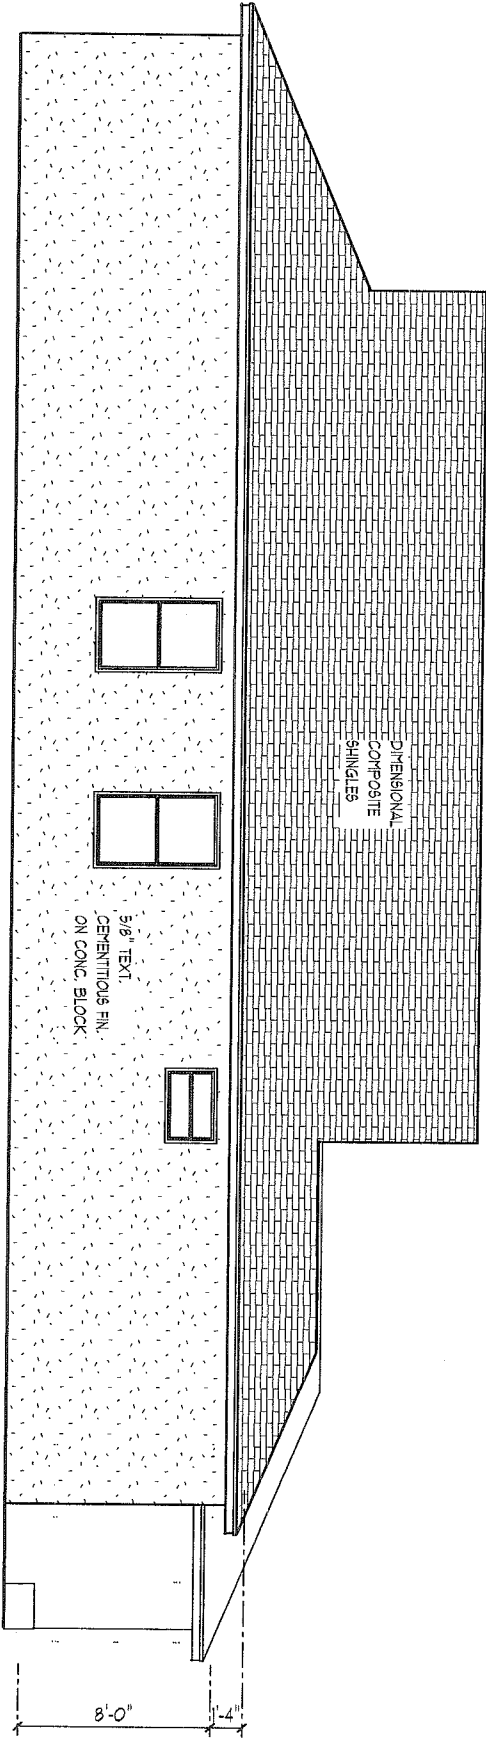 DIMENSIONAL
COMPOSITE
SHINGLES
5/8" TEXT.
CEMENTITIOUS FIN.
ON CONC. BLOCK
1'-4"
8'-0"